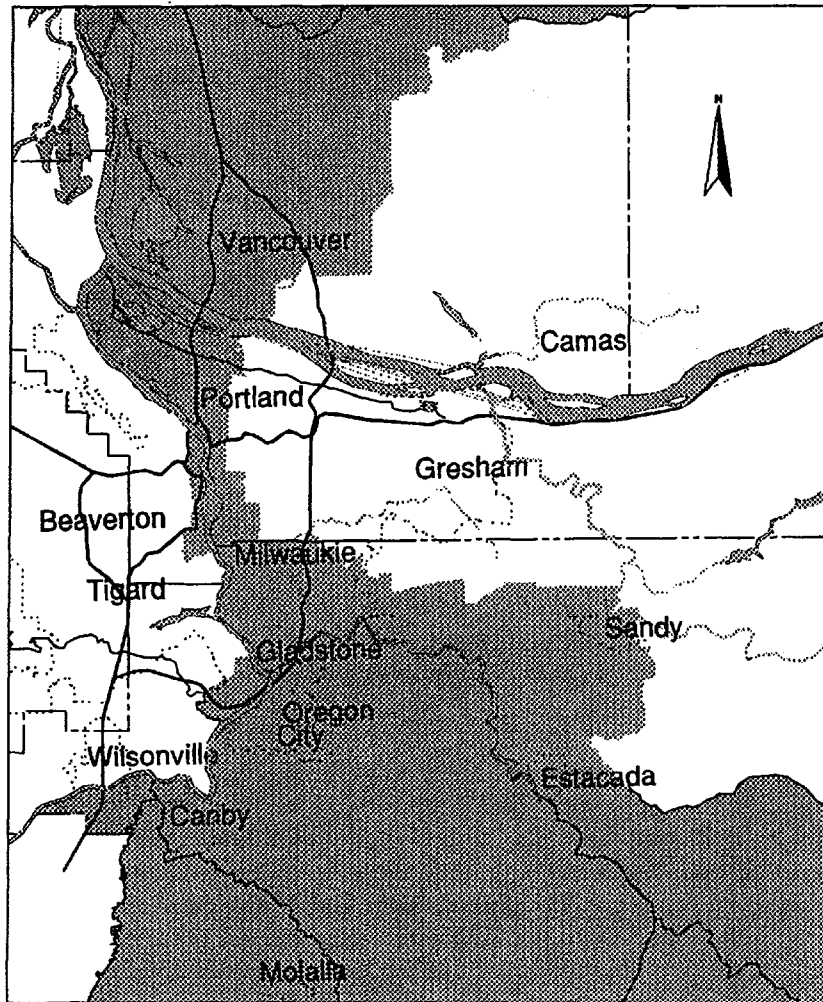 N
Vancouver
Camas
Portland
Gresham
Beaverton
Milwaukie
Tigard
Sandy
Gladstone
Oregon
City
Wilsonville
Estacada
Canby
Molalla